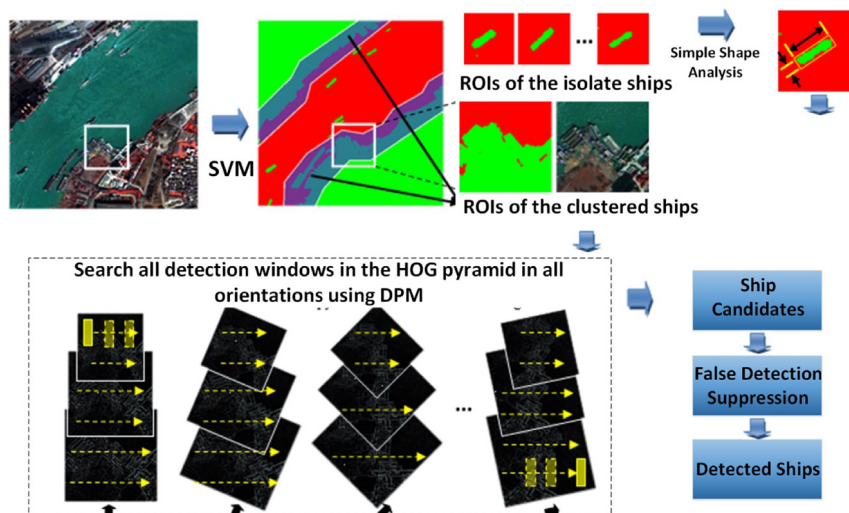 SVM
ROIs of the isolate ships
Simple Shape
Analysis
ROIs of the clustered ships
Search all detection windows in the HOG pyramid in all
orientations using DPM
...
...
Ship
Candidates
False Detection
Suppression
Detected Ships